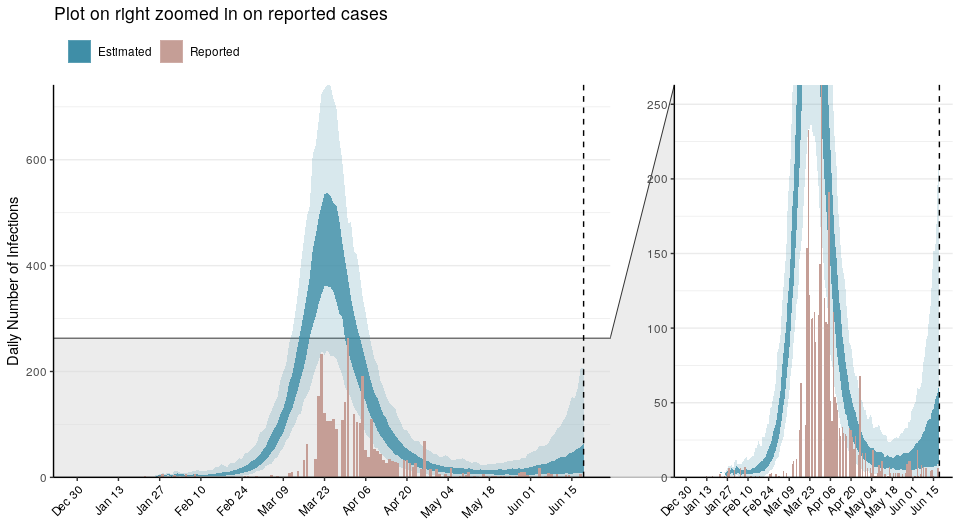 Plot on right zoomed in on reported cases
Estimated Reported
Daily Number of Infections
600
400
200
0
Dec 30 Jan 13 Jan 27 Feb 10 Feb 24 Mar 09 Mar 23 Apr 06 Apr 20 May 04 May 18 Jun 01 Jun 15
250
200
150
100
50
0
Dec 30 Jan 13 Jan 27 Feb 10 Feb 24 Mar 09 Mar 23 Apr 06 Apr 20 May 04 May 18 Jun 01 Jun 15